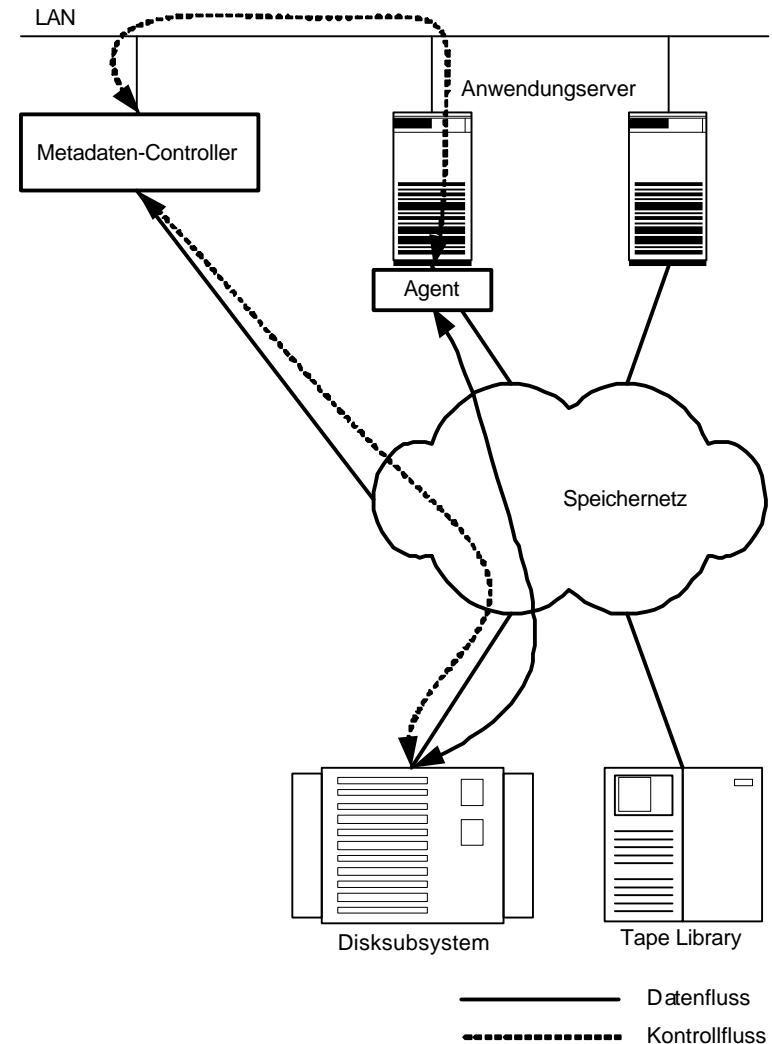 LAN
Anwendungserver
Metadaten-Controller
Agent
Speichernetz
Disksubsystem
Tape Library
Datenfluss
Kontrollfluss